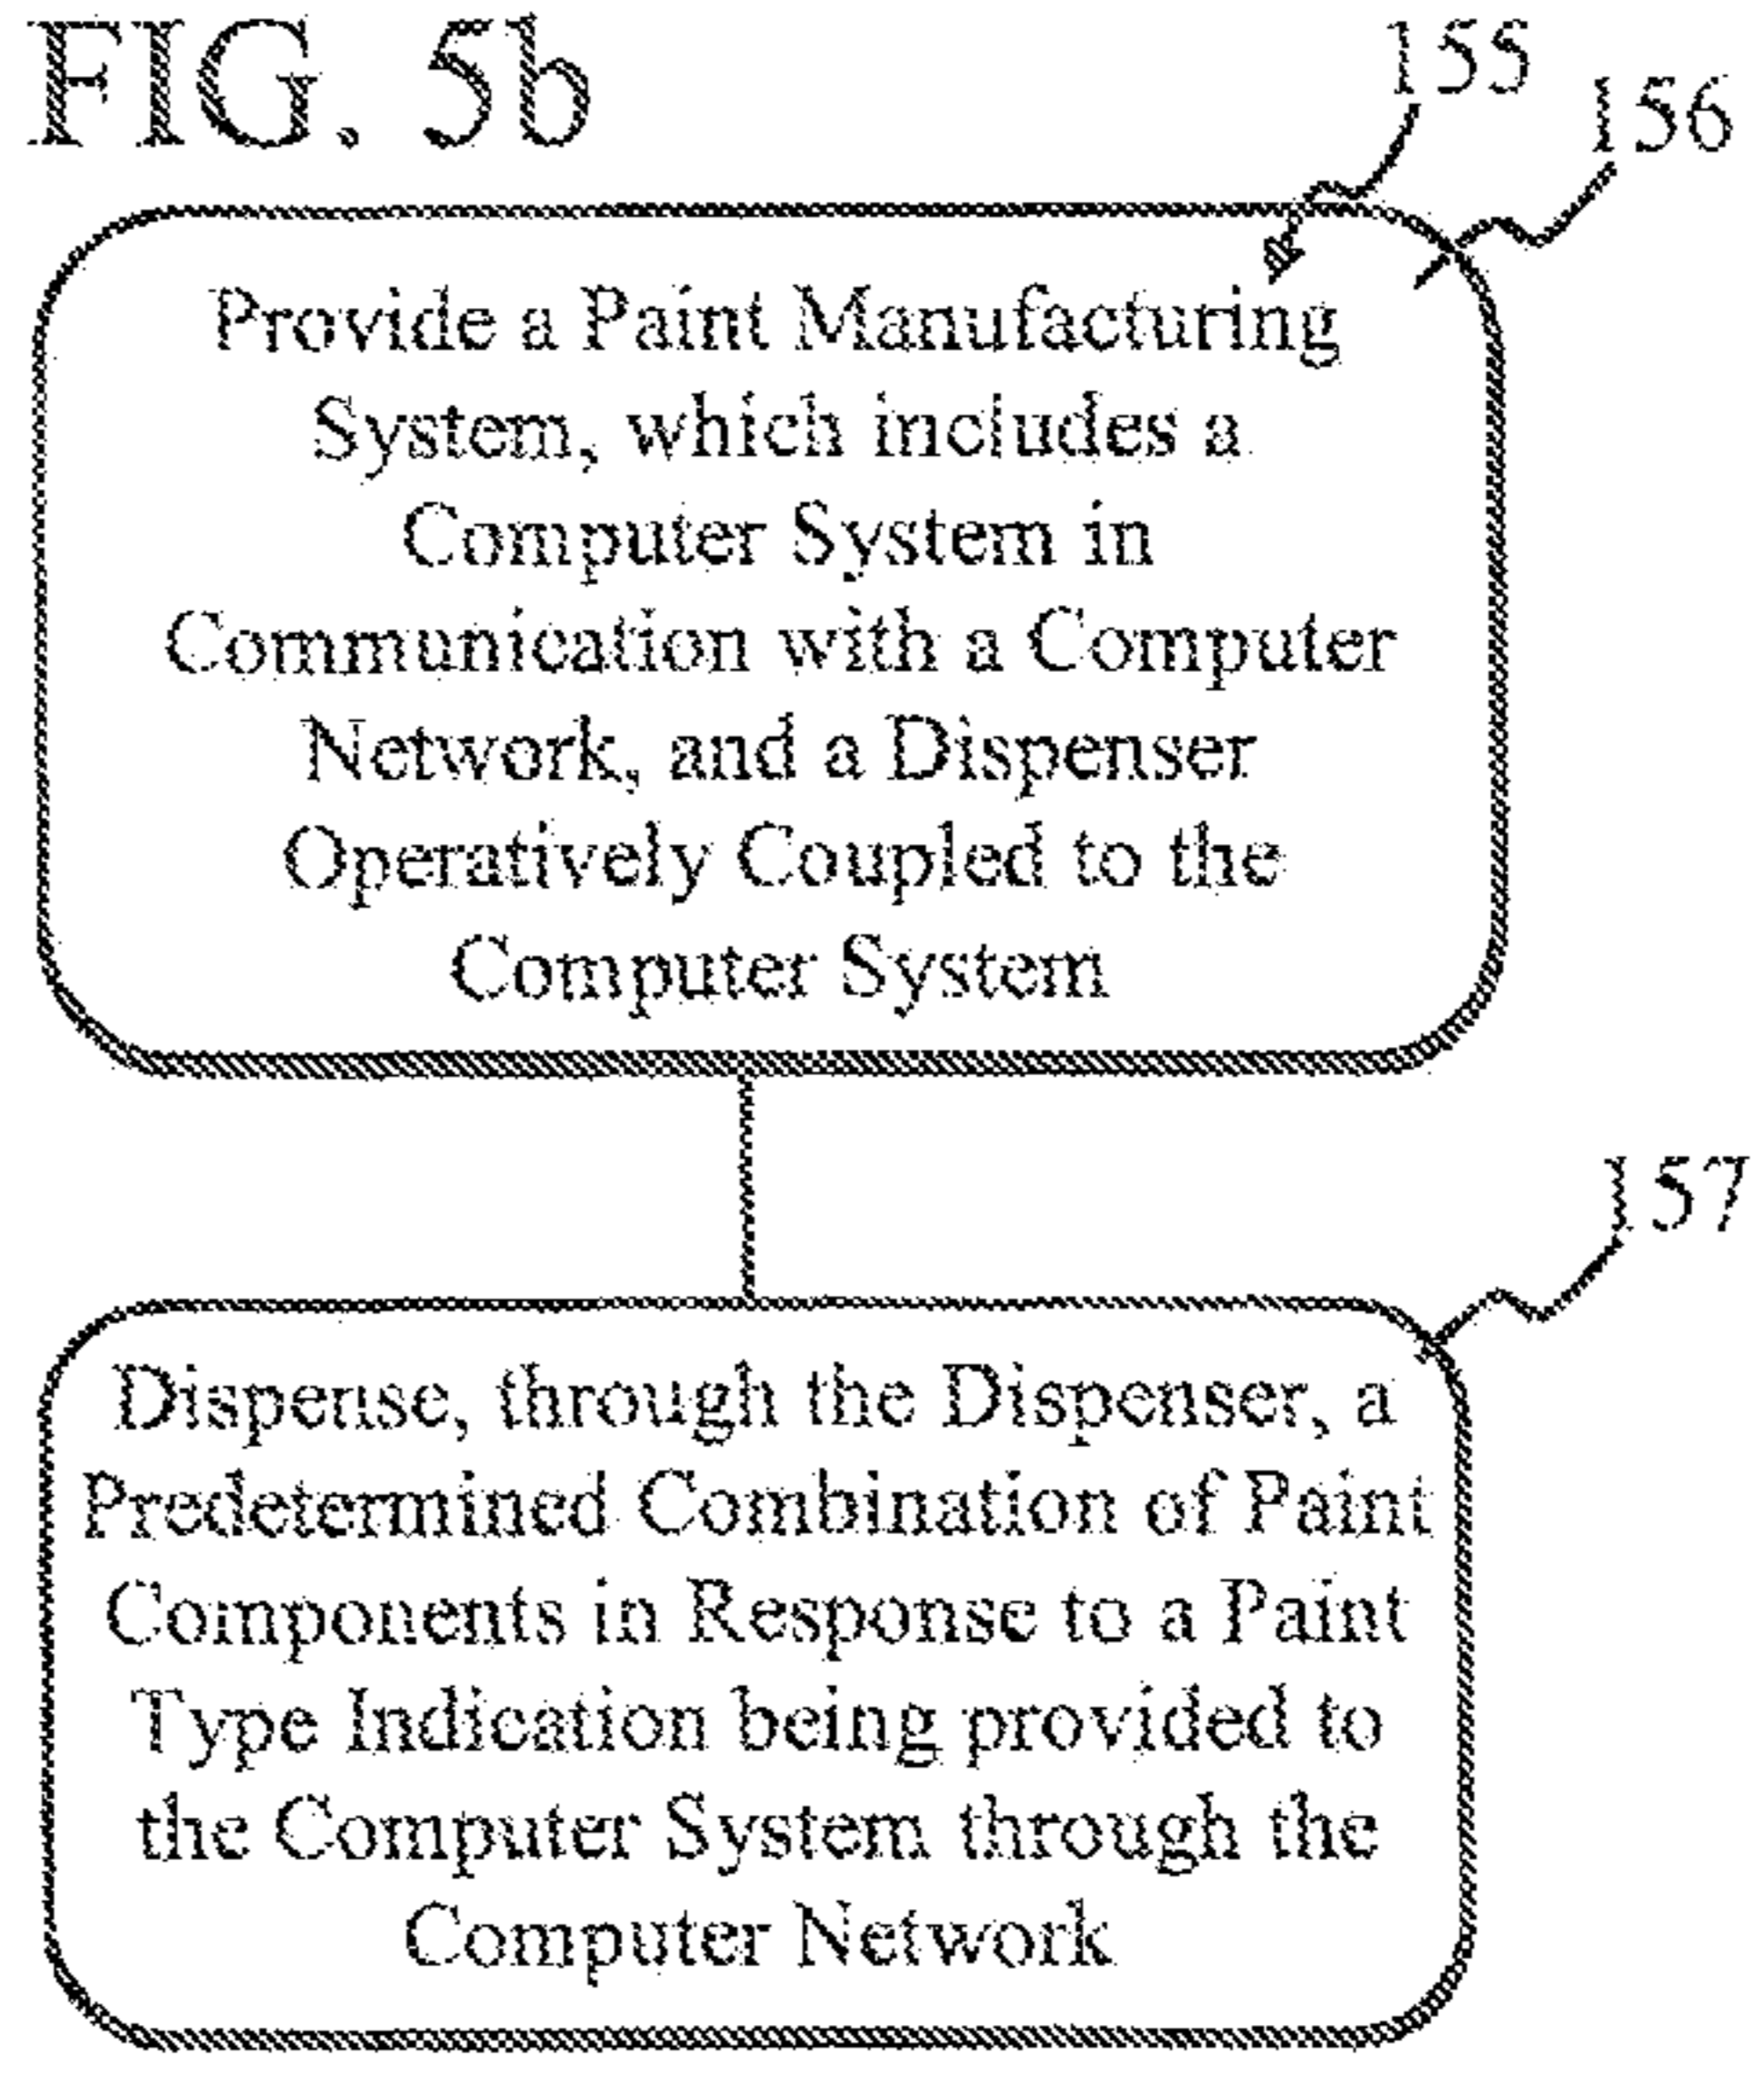 FIG. 5b
155
156
Provide a Paint Manufacturing
System, which includes a
Computer System in
Communication with a Computer
Network, and a Dispenser
Operatively Coupled to the
Computer System
157
Dispense, through the Dispenser, a
Predetermined Combination of Paint
Components in Response to a Paint
Type Indication being provided to
the Computer System through the
Computer Network